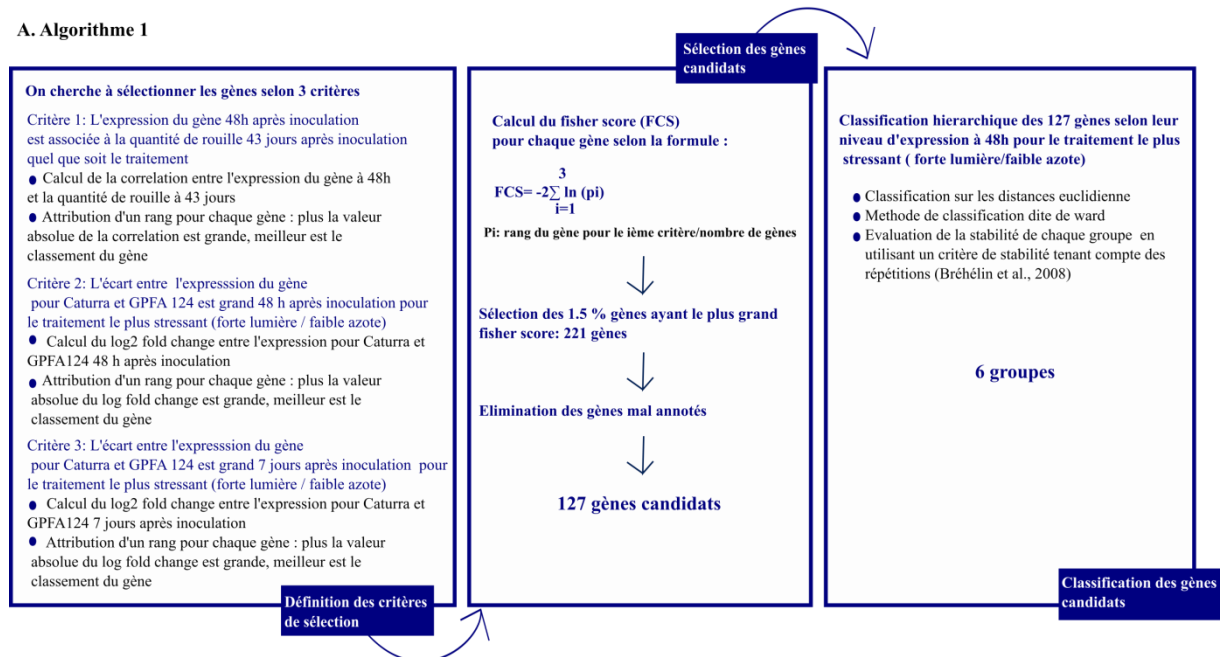 A. Algorithme 1
On cherche à sélectionner les gènes selon 3 critères
Critère 1: L'expression du gène 48h après inoculation
est associée à la quantité de rouille 43 jours après inoculation
quel que soit le traitement
● Calcul de la correlation entre l'expression du gène à 48h
et la quantité de rouille à 43 jours
● Attribution d'un rang pour chaque gène : plus la valeur
absolue de la correlation est grande, meilleur est le
classement du gène
Critère 2: L'écart entre l'expresssion du gène
pour Caturra et GPFA 124 est grand 48 h après inoculation pour
le traitement le plus stressant (forte lumière / faible azote)
● Calcul du log2 fold change entre l'expression pour Caturra et
GPFA124 48 h après inoculation
● Attribution d'un rang pour chaque gène : plus la valeur
absolue du log fold change est grande, meilleur est le
classement du gène
Critère 3: L'écart entre l'expresssion du gène
pour Caturra et GPFA 124 est grand 7 jours après inoculation pour
le traitement le plus stressant (forte lumière / faible azote)
● Calcul du log2 fold change entre l'expression pour Caturra et
GPFA124 7 jours après inoculation
● Attribution d'un rang pour chaque gène : plus la valeur
absolue du log fold change est grande, meilleur est le
classement du gène
Définition des critères
de sélection
Sélection des gènes
candidats
Calcul du fisher score (FCS)
pour chaque gène selon la formule :
3
FCS= -2∑ ln (pi)
i=1
Pi: rang du gène pour le ième critère/nombre de gènes
Sélection des 1.5 % gènes ayant le plus grand
fisher score: 221 gènes
Elimination des gènes mal annotés
127 gènes candidats
Classification hierarchique des 127 gènes selon leur
niveau d'expression à 48h pour le traitement le plus
stressant ( forte lumière/faible azote)
● Classification sur les distances euclidienne
● Methode de classification dite de ward
● Evaluation de la stabilité de chaque groupe en
utilisant un critère de stabilité tenant compte des
répétitions (Bréhélin et al., 2008)
6 groupes
Classification des gènes
candidats